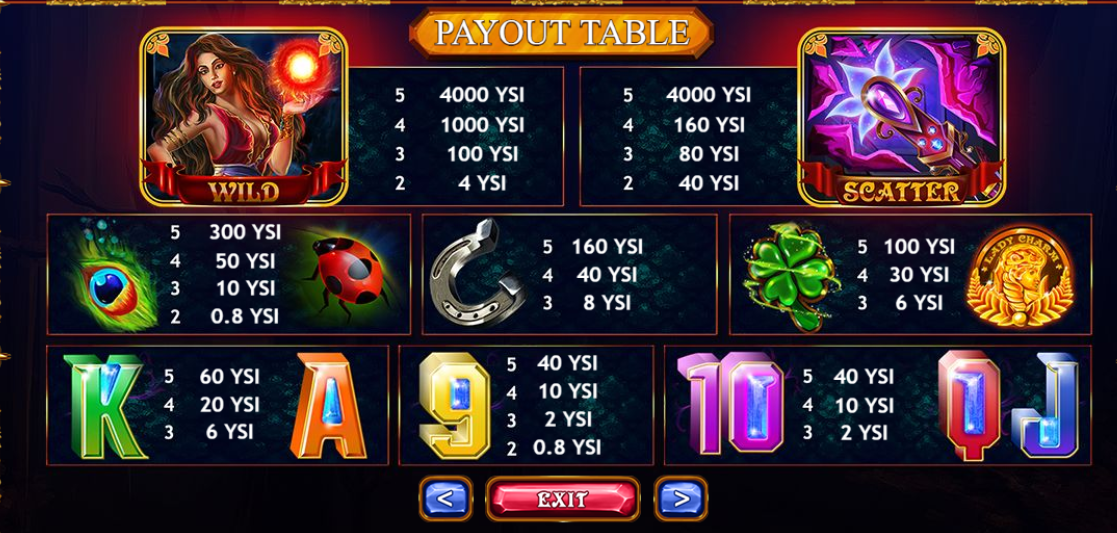 PAYOUT TABLE
WILD
5 4000 YSI
4 1000 YSI
3 100 YSI
2 4 YSI
5 4000 YSI
4 160 YSI
3 80 YSI
2 40 YSI
SCATTER
5 300 YSI
4 50 YSI
3 10 YSI
2 0.8 YSI
5 160 YSI
4 40 YSI
3 8 YSI
5 100 YSI
4 30 YSI
3 6 YSI
LADY CHARM
K
5 60 YSI
4 20 YSI
3 6 YSI
A
9
5 40 YSI
4 10 YSI
3 2 YSI
2 0.8 YSI
10
5 40 YSI
4 10 YSI
3 2 YSI
Q J
< EXIT >